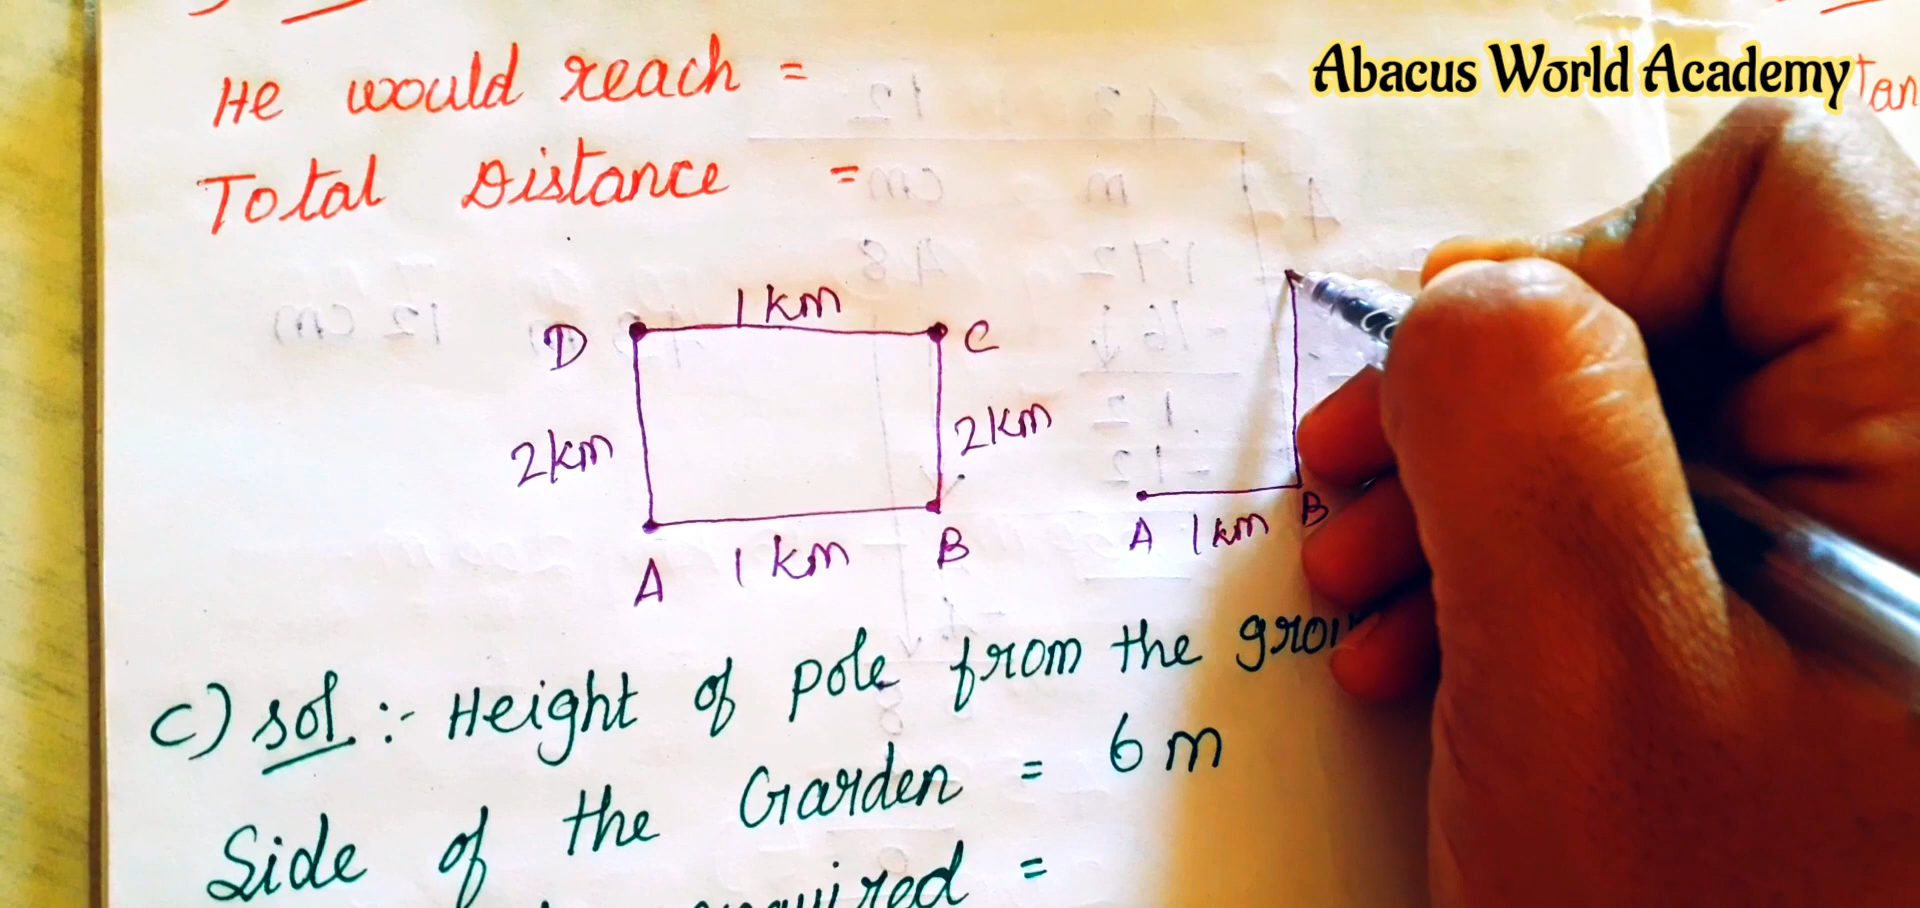 Abacus World Academy
He would reach =
Total Distance =
D 1 km C
2 km 2 km
A 1 km B
A 1 km B
C) Sol :- Height of pole from the
Side of the Garden = 6 m
=